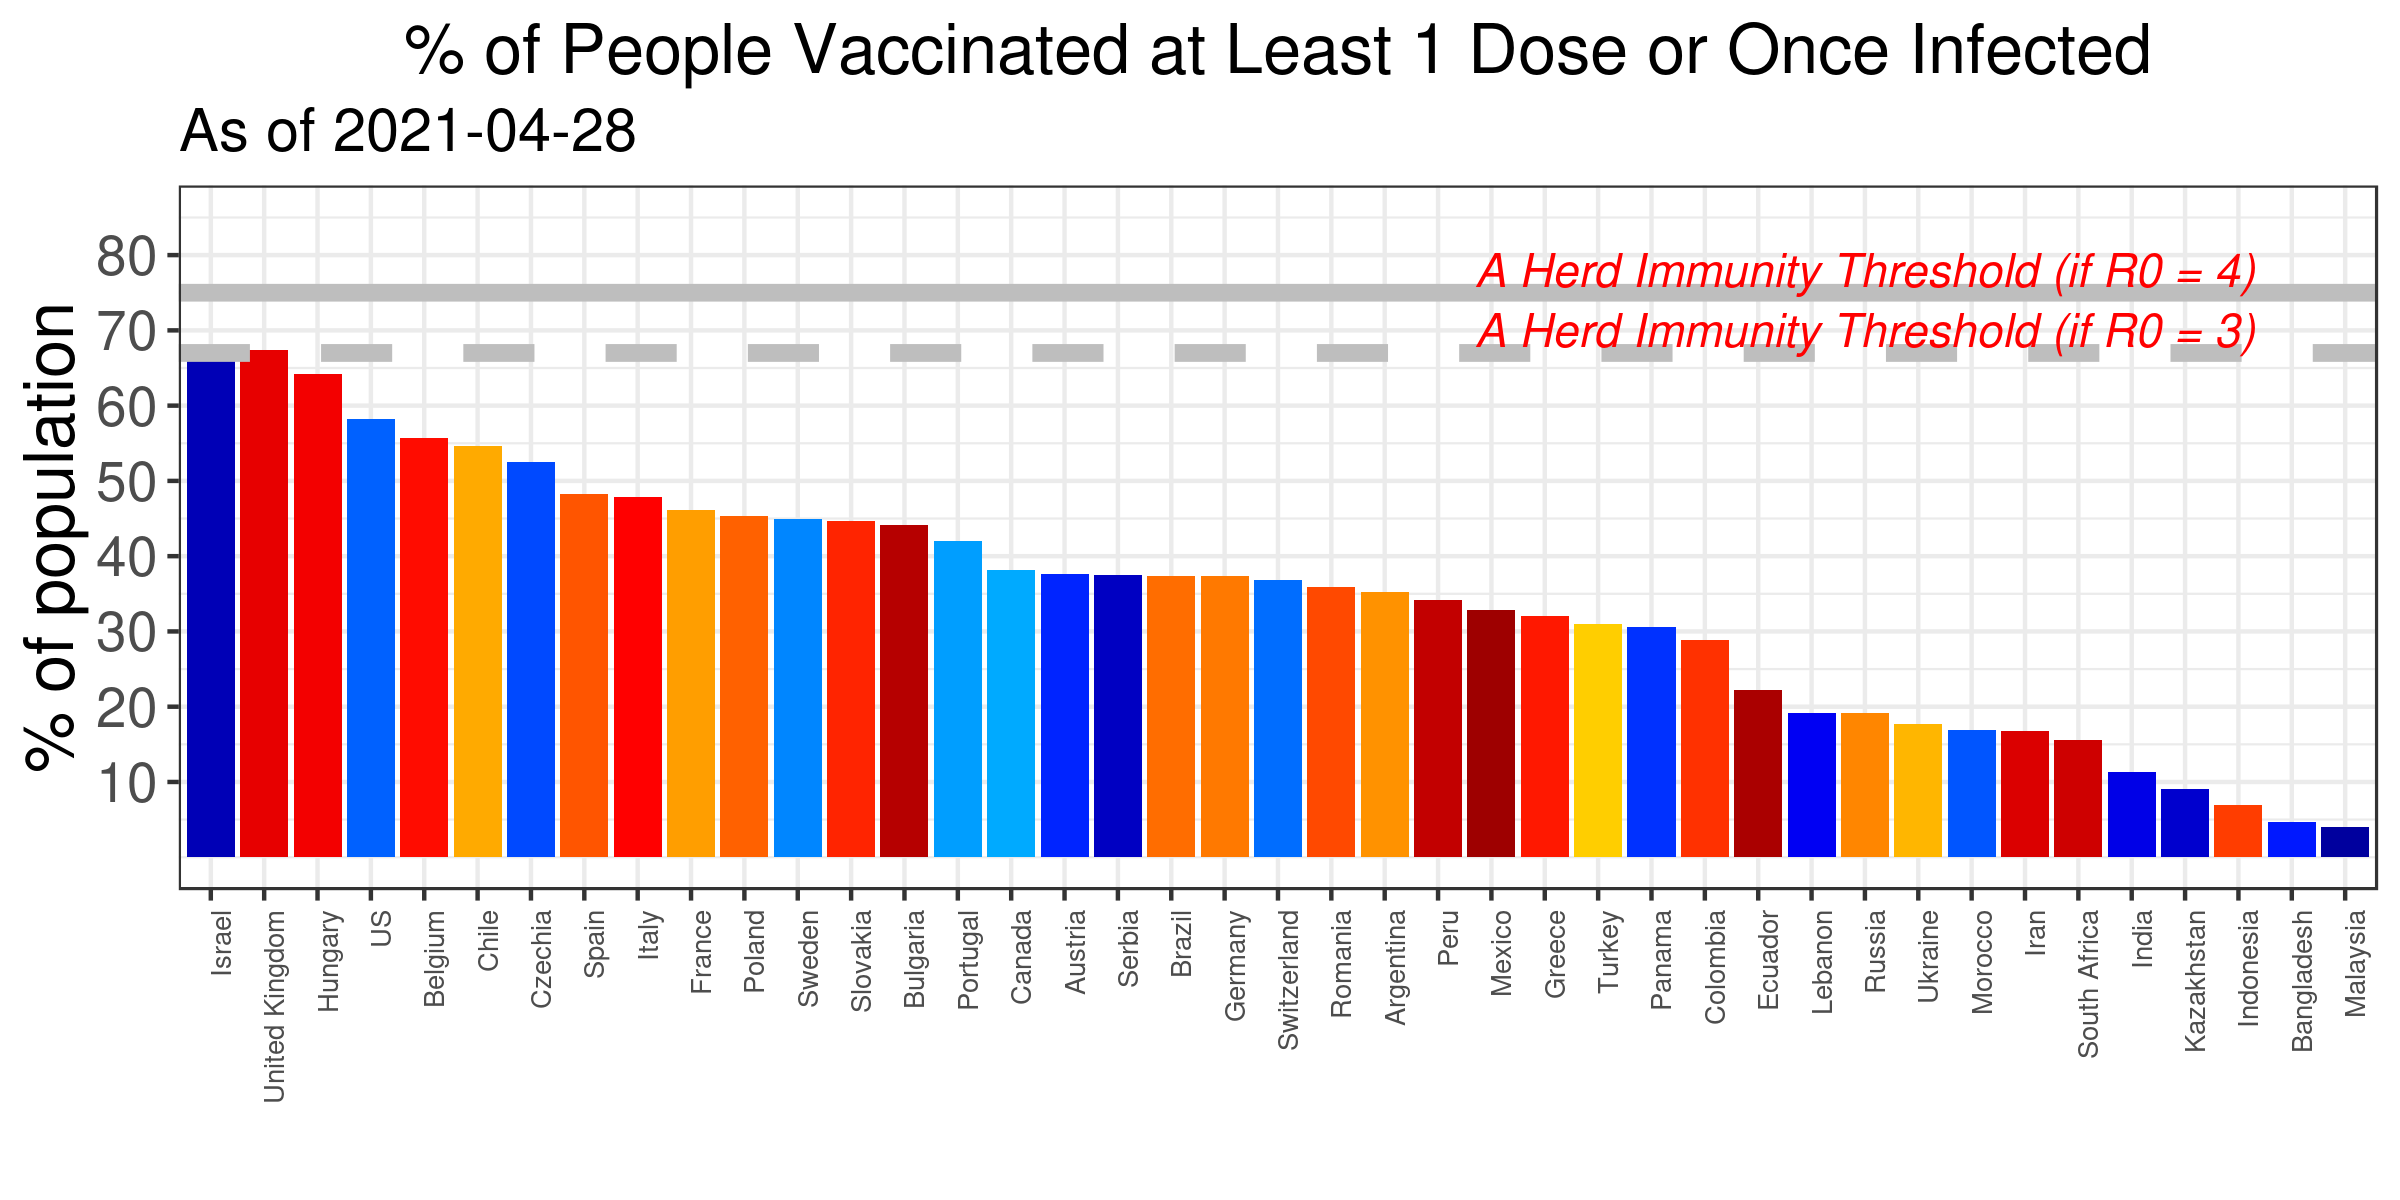 % of People Vaccinated at Least 1 Dose or Once Infected
As of 2021-04-28
% of population
80
70
60
50
40
30
20
10
A Herd Immunity Threshold (if R0 = 4)
A Herd Immunity Threshold (if R0 = 3)
Israel
United Kingdom
Hungary
US
Belgium
Chile
Czechia
Spain
Italy
France
Poland
Sweden
Slovakia
Bulgaria
Portugal
Canada
Austria
Serbia
Brazil
Germany
Switzerland
Romania
Argentina
Peru
Mexico
Greece
Turkey
Panama
Colombia
Ecuador
Lebanon
Russia
Ukraine
Morocco
Iran
South Africa
India
Kazakhstan
Indonesia
Bangladesh
Malaysia